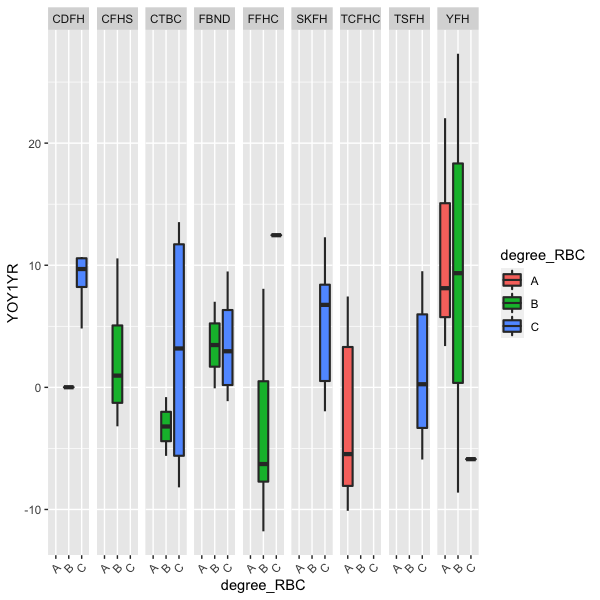 CDFH CFHS CTBC FBND FFHC SKFH TCFHC TSFH YFH
YOY1YR
20
10
0
-10
A B C A B C A B C A B C A B C A B C A B C A B C A B C
degree_RBC
degree_RBC
A
B
C